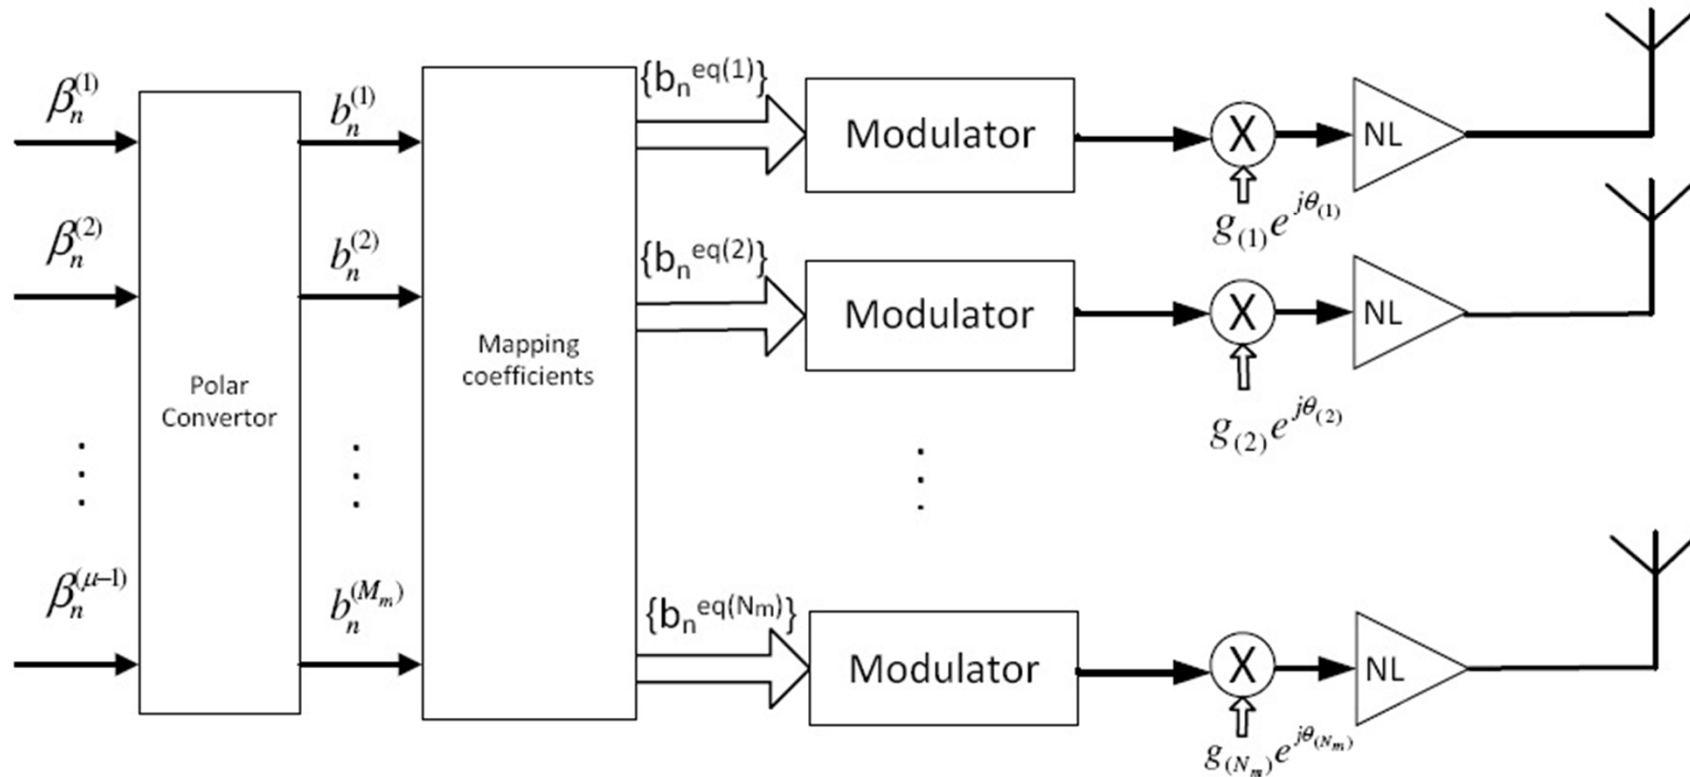 β_n^(1)
b_n^(1)
{b_n^eq(1)}
Modulator
X
NL
g_(1)e^jθ_(1)
β_n^(2)
b_n^(2)
{b_n^eq(2)}
Modulator
X
NL
g_(2)e^jθ_(2)
Polar
Convertor
Mapping
coefficients
β_n^(μ-1)
b_n^(M_m)
{b_n^eq(N_m)}
Modulator
X
NL
g_(N_m)e^jθ_(N_m)